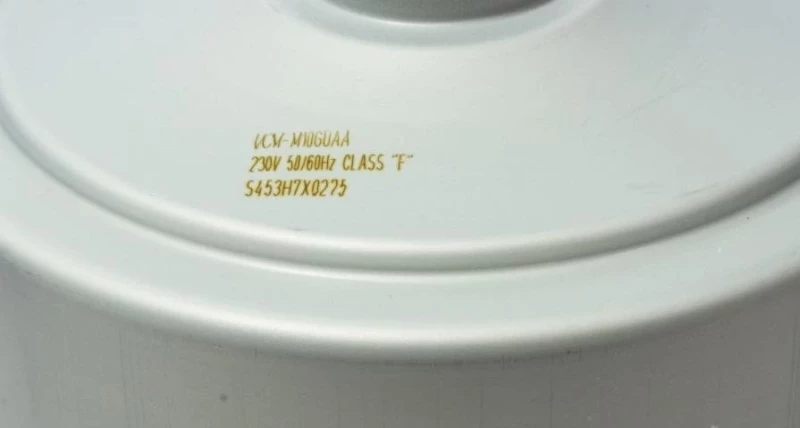 VCM-M10GUAA
230V 50/60Hz CLASS "F"
S453H7X0275